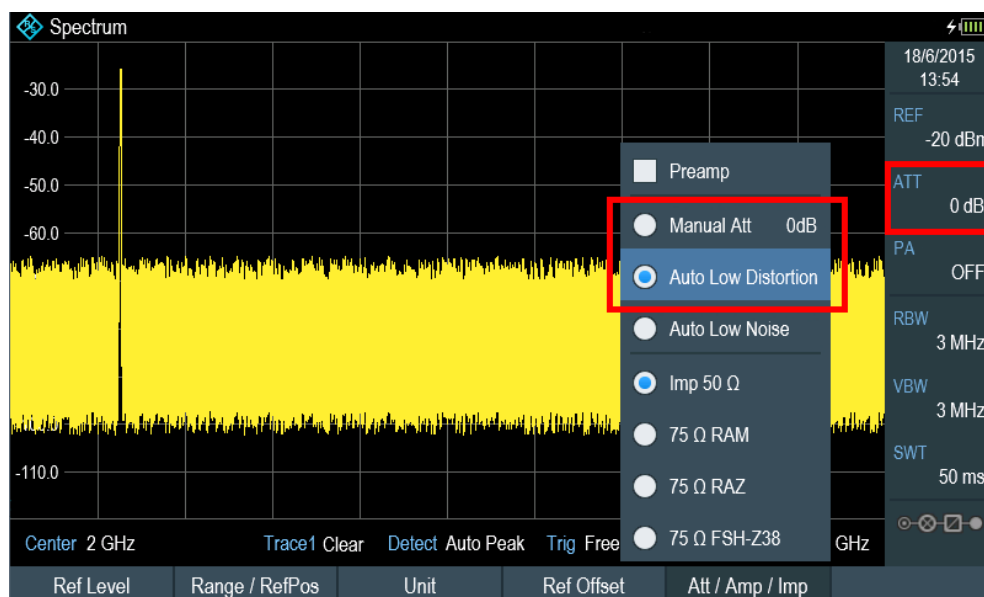 Spectrum
18/6/2015
13:54
-30.0
-40.0
-50.0
-60.0
-110.0
REF
-20 dBm
ATT
0 dB
PA
OFF
RBW
3 MHz
VBW
3 MHz
SWT
50 ms
Preamp
Manual Att 0dB
Auto Low Distortion
Auto Low Noise
Imp 50 Ω
75 Ω RAM
75 Ω RAZ
75 Ω FSH-Z38
Center 2 GHz Trace1 Clear Detect Auto Peak Trig Free GHz
Ref Level Range / RefPos Unit Ref Offset Att / Amp / Imp